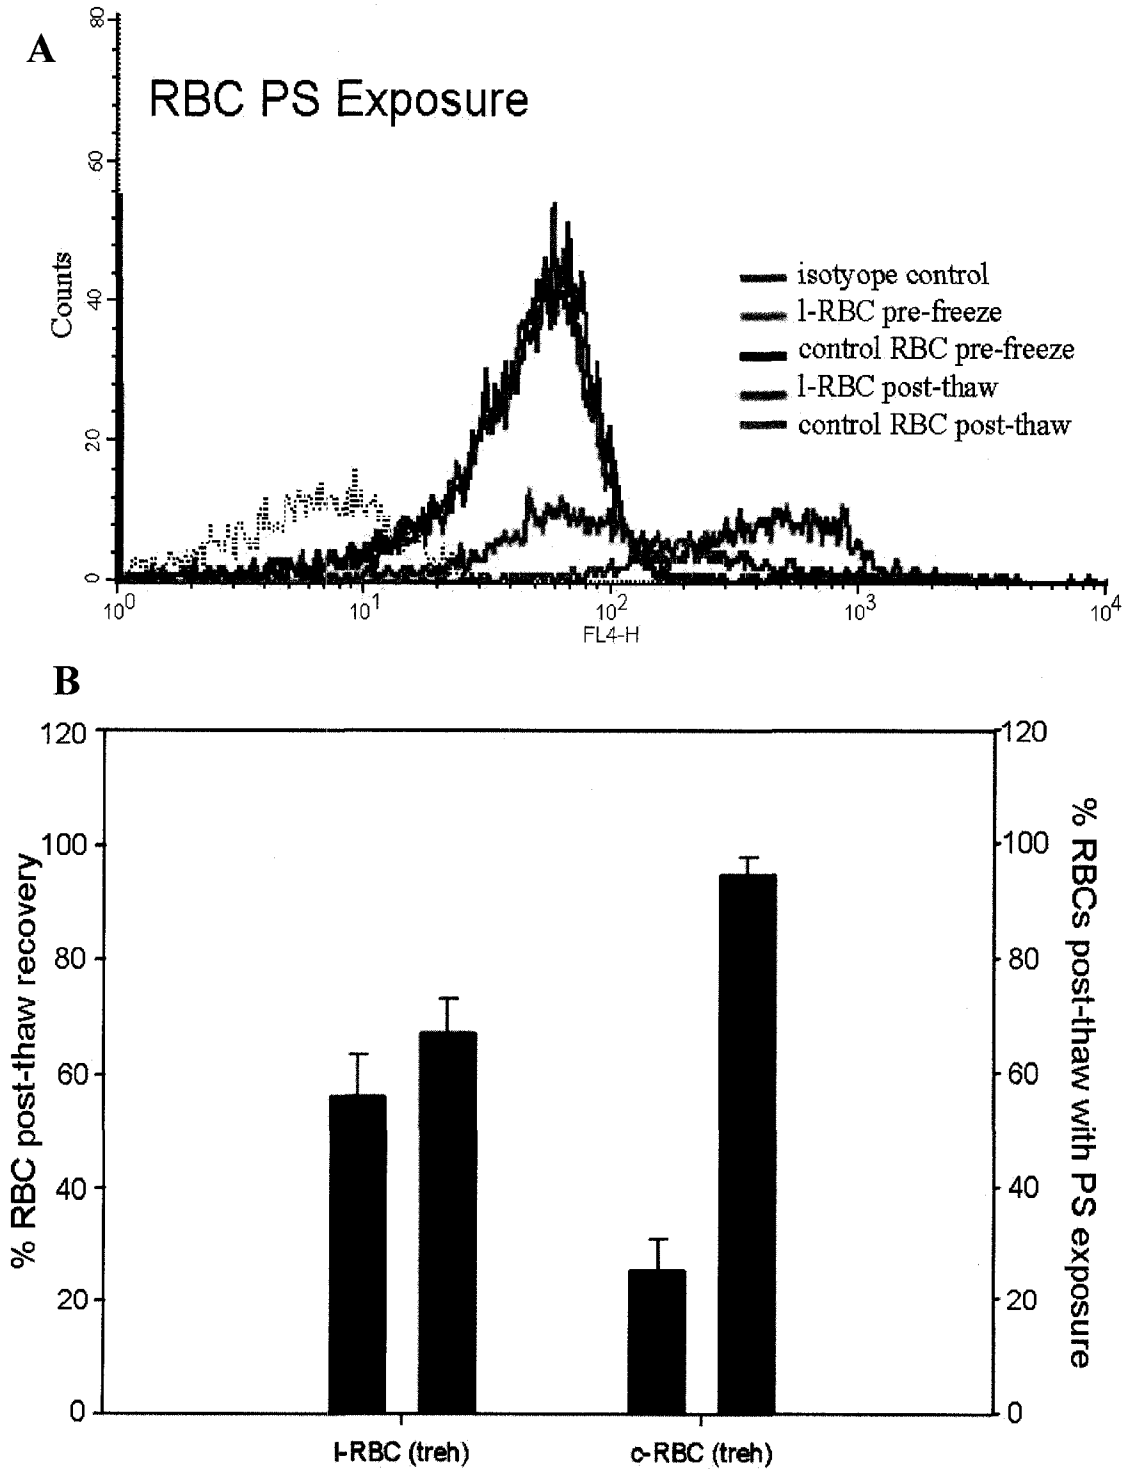 A
80
RBC PS Exposure
60
Counts
40
20
0
isotyope control
l-RBC pre-freeze
control RBC pre-freeze
l-RBC post-thaw
control RBC post-thaw
10^0 10^1 10^2 10^3 10^4
FL4-H
B
120 120
100 100
80 80
60 60
40 40
20 20
0 0
% RBC post-thaw recovery
% RBCs post-thaw with PS exposure
l-RBC (treh) c-RBC (treh)